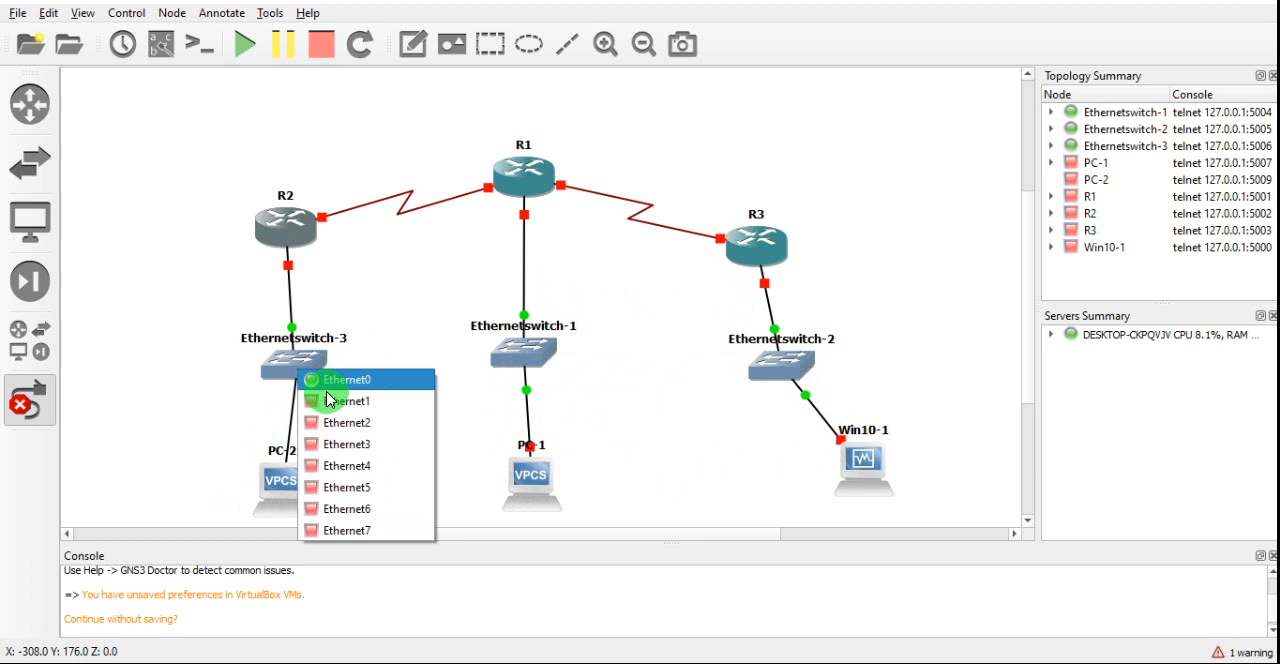 File Edit View Control Node Annotate Tools Help
R1
R2
R3
Ethernetswitch-3
Ethernetswitch-1
Ethernetswitch-2
Ethernet0
Ethernet1
Ethernet2
Ethernet3
Ethernet4
Ethernet5
Ethernet6
Ethernet7
PC-2
VPCS
PC-1
VPCS
Win10-1
Topology Summary
Node Console
Ethernetswitch-1 telnet 127.0.0.1:5004
Ethernetswitch-2 telnet 127.0.0.1:5005
Ethernetswitch-3 telnet 127.0.0.1:5006
PC-1 telnet 127.0.0.1:5007
PC-2 telnet 127.0.0.1:5009
R1 telnet 127.0.0.1:5001
R2 telnet 127.0.0.1:5002
R3 telnet 127.0.0.1:5003
Win10-1 telnet 127.0.0.1:5000
Servers Summary
DESKTOP-CKPQVJV CPU 8.1%, RAM ...
Console
Use Help -> GNS3 Doctor to detect common issues.
=> You have unsaved preferences in VirtualBox VMs.
Continue without saving?
X: -308.0 Y: 176.0 Z: 0.0
1 warning